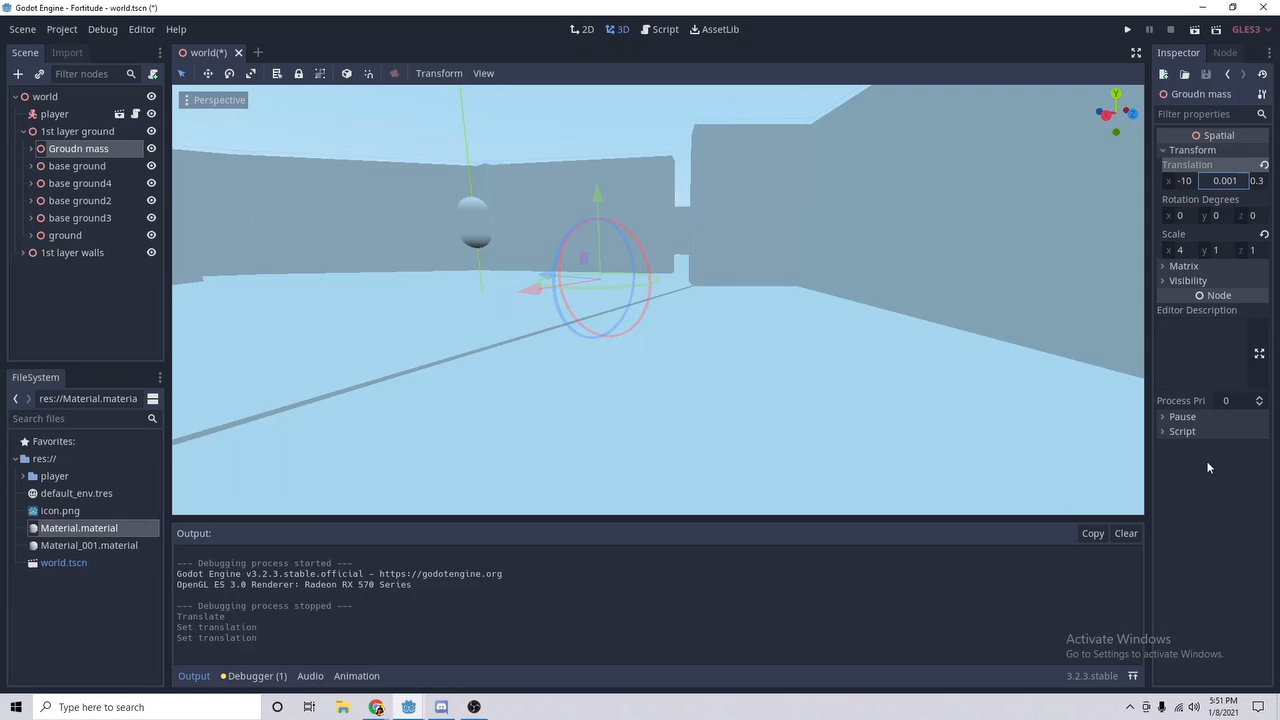 Godot Engine - Fortitude - world.tscn (*)
Scene Project Debug Editor Help
2D 3D Script AssetLib
GLES3
Scene Import
world(*)
Inspector Node
Filter nodes
Transform View
Perspective
world
player
1st layer ground
Groudn mass
base ground
base ground4
base ground2
base ground3
ground
1st layer walls
Groudn mass
Filter properties
Spatial
Transform
Translation
x -10 0.001 0.3
Rotation Degrees
x 0 y 0 z 0
Scale
x 4 y 1 z 1
Matrix
Visibility
Node
Editor Description
Process Pri 0
Pause
Script
Y
FileSystem
res://Material.materia
Search files
Favorites:
res://
player
default_env.tres
icon.png
Material.material
Material_001.material
world.tscn
Output:
Copy Clear
--- Debugging process started ---
Godot Engine v3.2.3.stable.official - https://godotengine.org
OpenGL ES 3.0 Renderer: Radeon RX 570 Series
--- Debugging process stopped ---
Translate
Set translation
Set translation
Output Debugger (1) Audio Animation
3.2.3.stable
Activate Windows
Go to Settings to activate Windows.
Type here to search
5:51 PM
1/8/2021